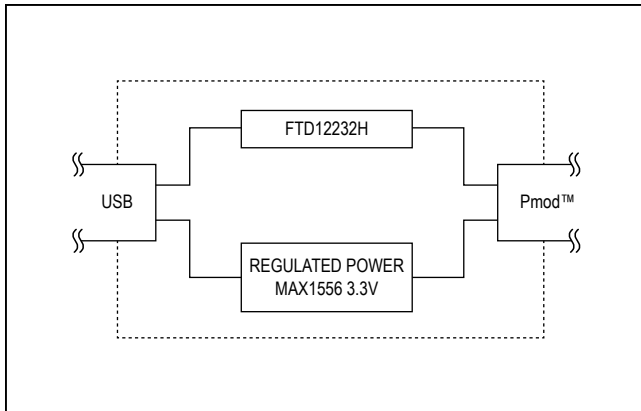 FTD12232H
USB
Pmod™
REGULATED POWER
MAX1556 3.3V